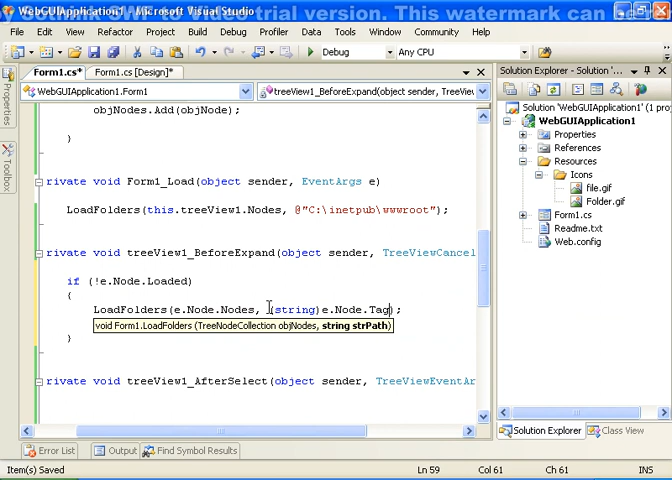 WebGUIApplication1 - Microsoft Visual Studio
video trial version. This watermark can
File Edit View Refactor Project Build Debug Data Tools Window Community Profiler Help
Debug Any CPU
Form1.cs* Form1.cs [Design]*
Solution Explorer - Solution '...
WebGUIApplication1.Form1
treeView1_BeforeExpand(object sender, TreeView
Properties
Toolbox
objNodes.Add(objNode);
}
rivate void Form1_Load(object sender, EventArgs e)
LoadFolders(this.treeView1.Nodes, @"C:\inetpub\wwwroot");
rivate void treeView1_BeforeExpand(object sender, TreeViewCancel
if (!e.Node.Loaded)
{
LoadFolders(e.Node.Nodes, (string)e.Node.Tag);
void Form1.LoadFolders (TreeNodeCollection objNodes, string strPath)
}
rivate void treeView1_AfterSelect(object sender, TreeViewEventAr
Solution 'WebGUIApplication1' (1 proj
WebGUIApplication1
Properties
References
Resources
Icons
file.gif
Folder.gif
Form1.cs
Readme.txt
Web.config
Solution Explorer Class View
Error List Output Find Symbol Results
Item(s) Saved Ln 59 Col 61 Ch 61 INS